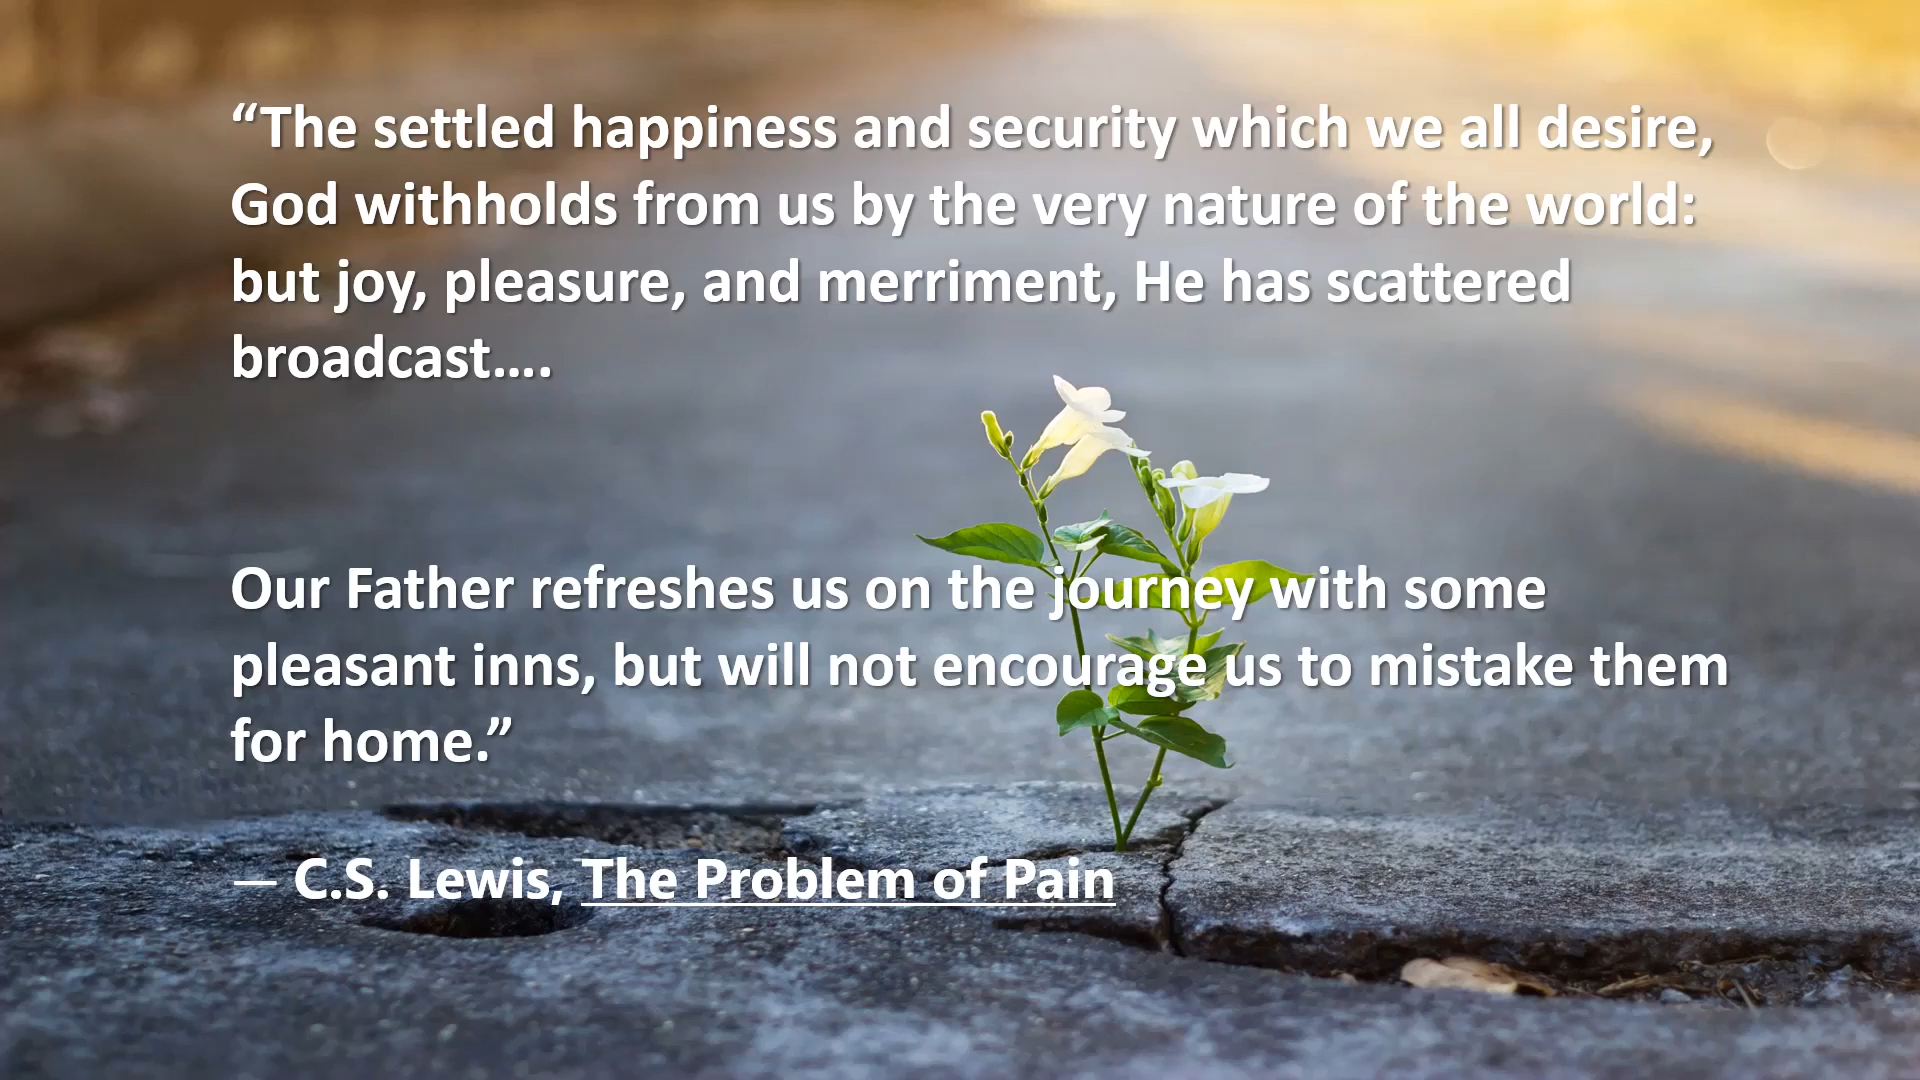 “The settled happiness and security which we all desire,
God withholds from us by the very nature of the world:
but joy, pleasure, and merriment, He has scattered
broadcast….
Our Father refreshes us on the journey with some
pleasant inns, but will not encourage us to mistake them
for home.”
— C.S. Lewis, The Problem of Pain